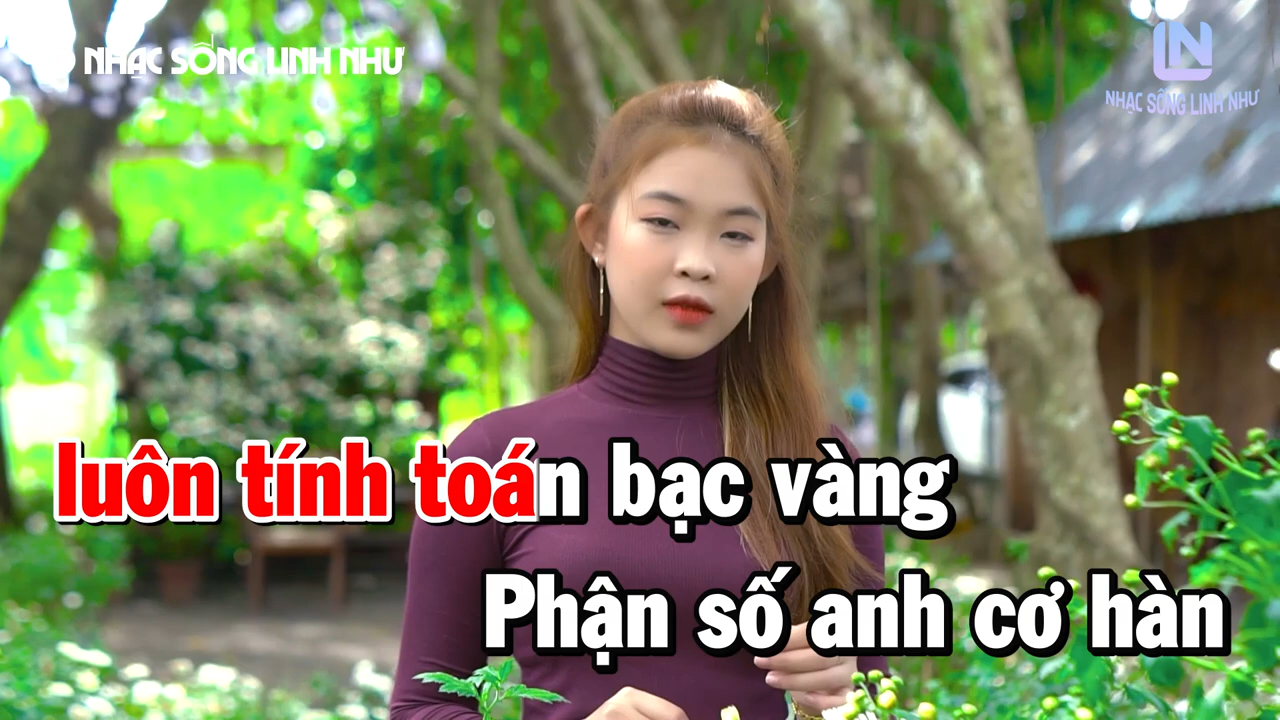 NHẠC SỐNG LINH NHƯ
LN
NHẠC SỐNG LINH NHƯ
luôn tính toán bạc vàng
Phận số anh cơ hàn